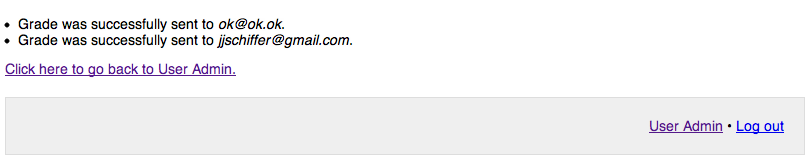 • Grade was successfully sent to ok@ok.ok.
• Grade was successfully sent to jjschiffer@gmail.com.
Click here to go back to User Admin.
User Admin • Log out